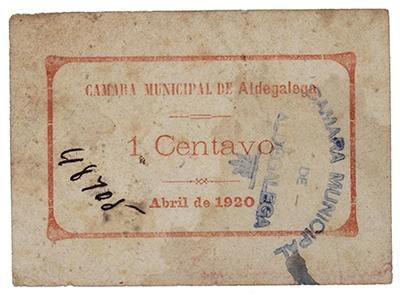 CAMARA MUNICIPAL DE Aldegalega
1 Centavo
Abril de 1920
CAMARA MUNICIPAL
DE
ALDEGALEGA